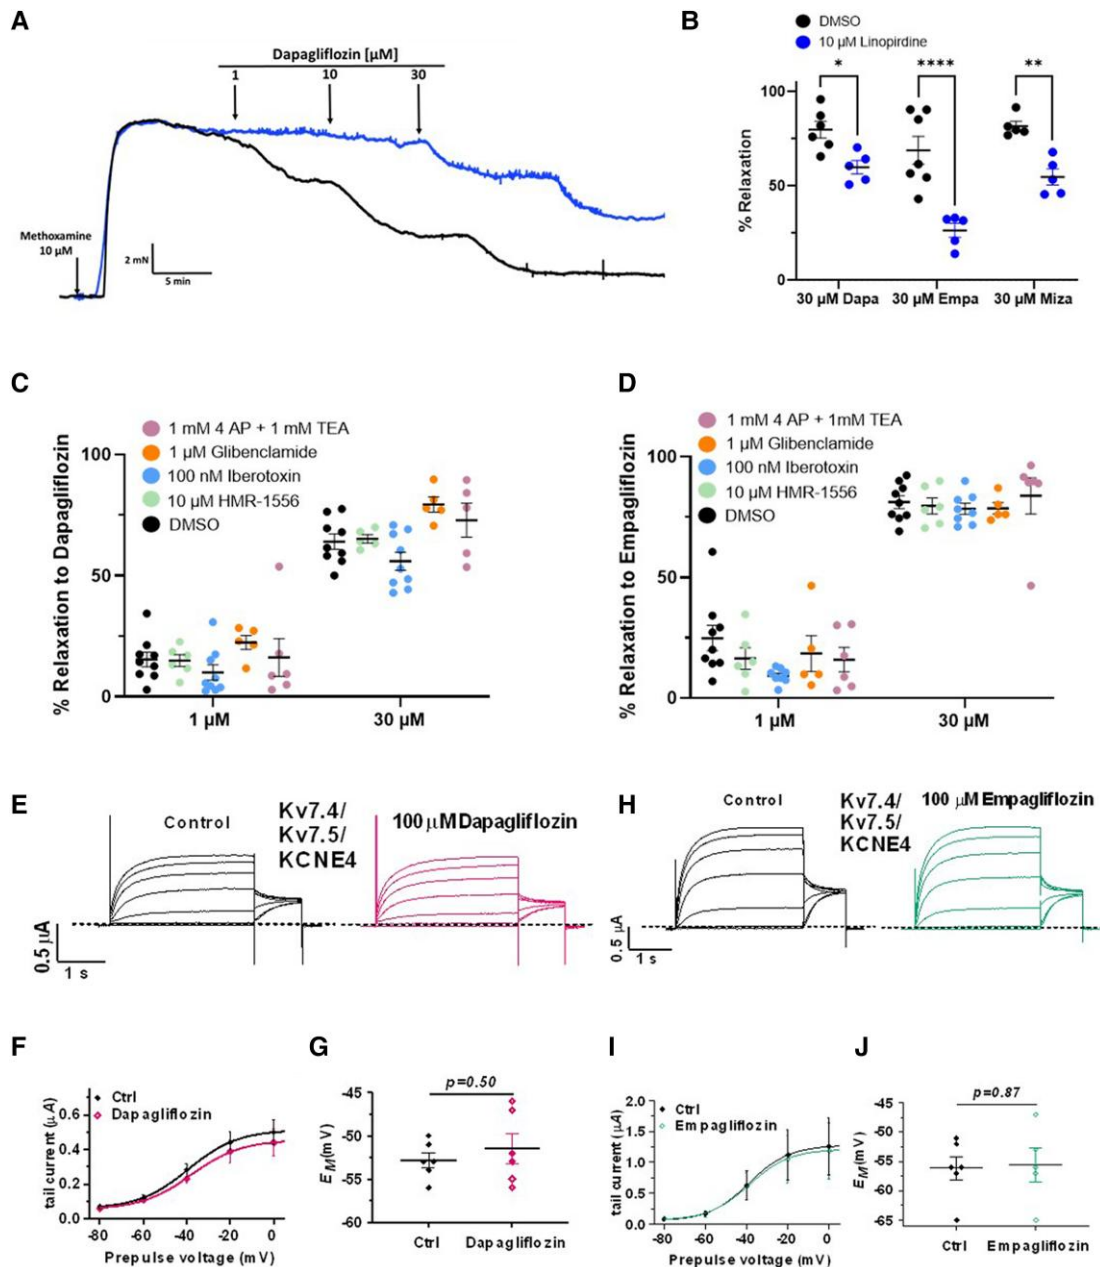 A
Dapagliflozin [µM]
1 10 30
Methoxamine
10 µM
2 mN
5 min
B
DMSO
10 µM Linopirdine
* **** **
100
50
0
% Relaxation
30 µM Dapa 30 µM Empa 30 µM Miza
C
1 mM 4 AP + 1 mM TEA
1 µM Glibenclamide
100 nM Iberotoxin
10 µM HMR-1556
DMSO
% Relaxation to Dapagliflozin
100
50
0
1 µM 30 µM
D
1 mM 4 AP + 1mM TEA
1 µM Glibenclamide
100 nM Iberotoxin
10 µM HMR-1556
DMSO
% Relaxation to Empagliflozin
100
50
0
1 µM 30 µM
E
Control
Kv7.4/
Kv7.5/
KCNE4
100 µM Dapagliflozin
0.5 µA
1 s
H
Control
Kv7.4/
Kv7.5/
KCNE4
100 µM Empagliflozin
0.5 µA
1 s
F
Ctrl
Dapagliflozin
tail current (µA)
0.6
0.4
0.2
0.0
-80 -60 -40 -20 0
Prepulse voltage (mV)
G
p=0.50
EM(mV)
-45
-50
-55
-60
Ctrl Dapagliflozin
I
Ctrl
Empagliflozin
tail current (µA)
2.0
1.5
1.0
0.5
0.0
-80 -60 -40 -20 0
Prepulse voltage (mV)
J
p=0.87
EM(mV)
-45
-50
-55
-60
-65
Ctrl Empagliflozin